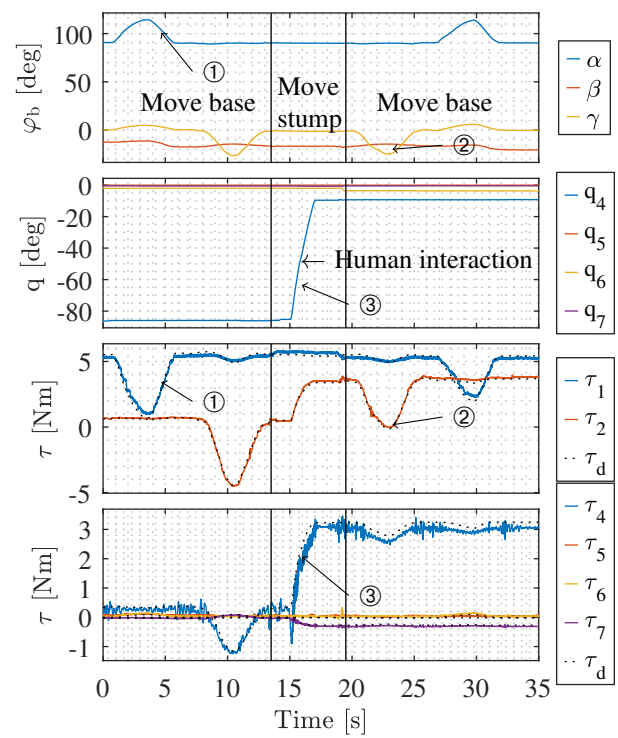 100
0
φb [deg]
①
Move base
Move
stump
Move base
②
α
β
γ
0
-20
-40
-60
-80
q [deg]
Human interaction
③
q4
q5
q6
q7
5
0
-5
τ [Nm]
①
②
τ1
τ2
τd
3
2
1
0
-1
τ [Nm]
③
τ4
τ5
τ6
τ7
τd
0 5 10 15 20 25 30 35
Time [s]